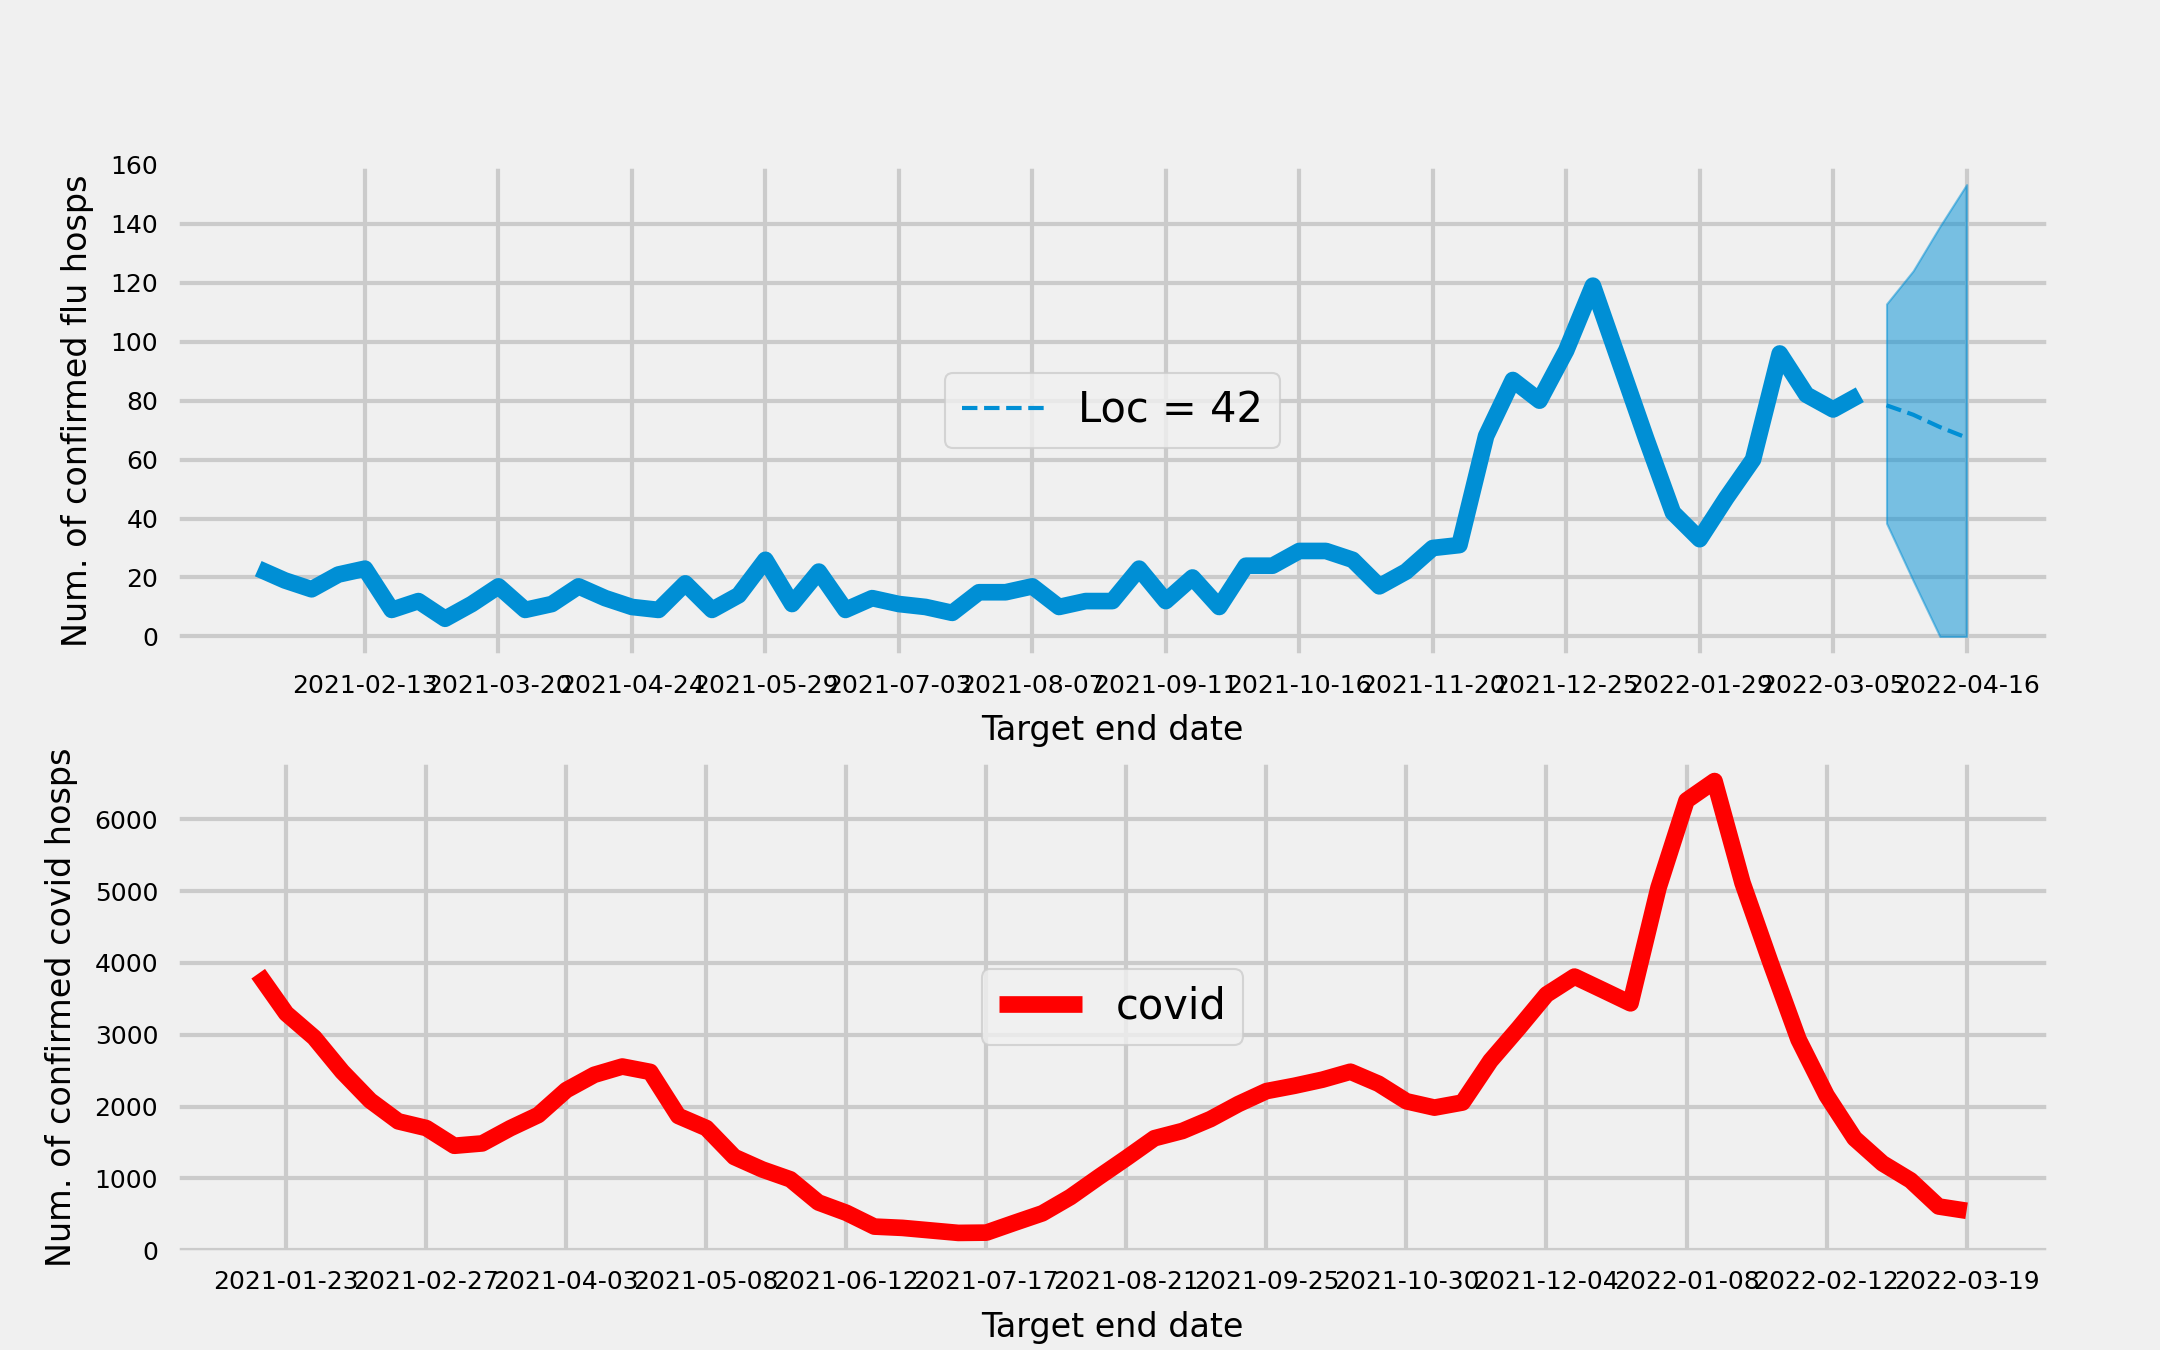 160
140
120
100
80
60
40
20
0
Num. of confirmed flu hosps
Loc = 42
2021-02-13 2021-03-20 2021-04-24 2021-05-29 2021-07-03 2021-08-07 2021-09-11 2021-10-16 2021-11-20 2021-12-25 2022-01-29 2022-03-05 2022-04-16
Target end date
6000
5000
4000
3000
2000
1000
0
Num. of confirmed covid hosps
covid
2021-01-23 2021-02-27 2021-04-03 2021-05-08 2021-06-12 2021-07-17 2021-08-21 2021-09-25 2021-10-30 2021-12-04 2022-01-08 2022-02-12 2022-03-19
Target end date